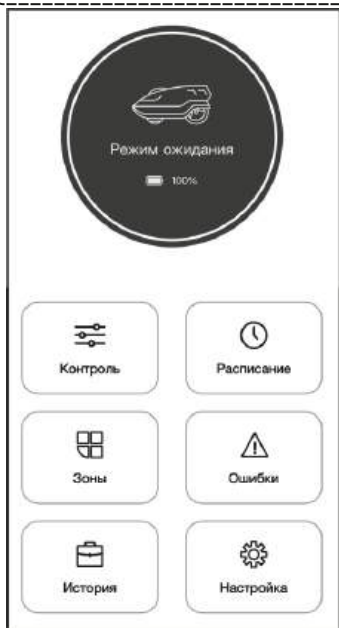 Режим ожидания
100%
Контроль
Расписание
Зоны
Ошибки
История
Настройка